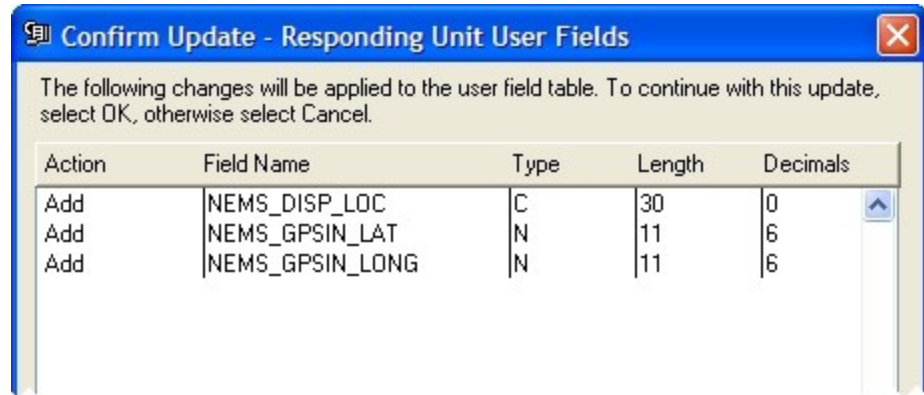 Confirm Update - Responding Unit User Fields
The following changes will be applied to the user field table. To continue with this update,
select OK, otherwise select Cancel.
Action Field Name Type Length Decimals
Add NEMS_DISP_LOC C 30 0
Add NEMS_GPSIN_LAT N 11 6
Add NEMS_GPSIN_LONG N 11 6